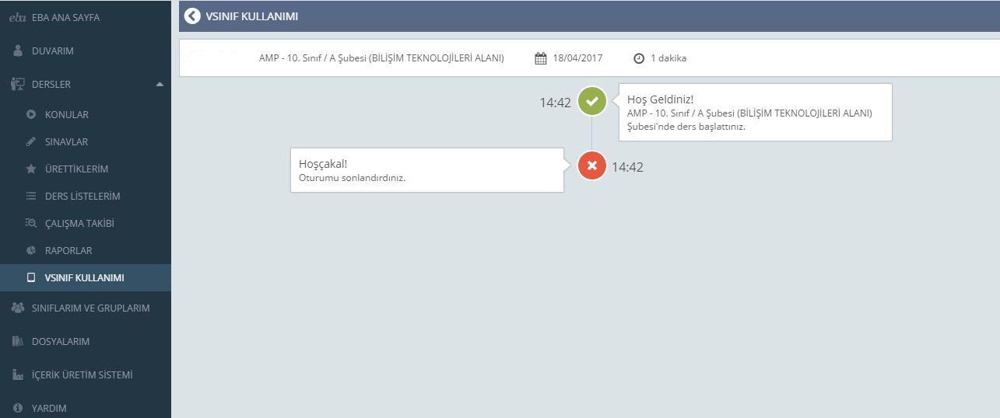 eba EBA ANA SAYFA
DUVARIM
DERSLER
KONULAR
SINAVLAR
ÜRETTİKLERİM
DERS LİSTELERİM
ÇALIŞMA TAKİBİ
RAPORLAR
VSINIF KULLANIMI
SINIFLARIM VE GRUPLARIM
DOSYALARIM
İÇERİK ÜRETİM SİSTEMİ
YARDIM
VSINIF KULLANIMI
AMP - 10. Sınıf / A Şubesi (BİLİŞİM TEKNOLOJİLERİ ALANI) 18/04/2017 1 dakika
14:42
Hoş Geldiniz!
AMP - 10. Sınıf / A Şubesi (BİLİŞİM TEKNOLOJİLERİ ALANI)
Şubesi'nde ders başlattınız.
Hoşçakal!
Oturumu sonlandırdınız.
14:42